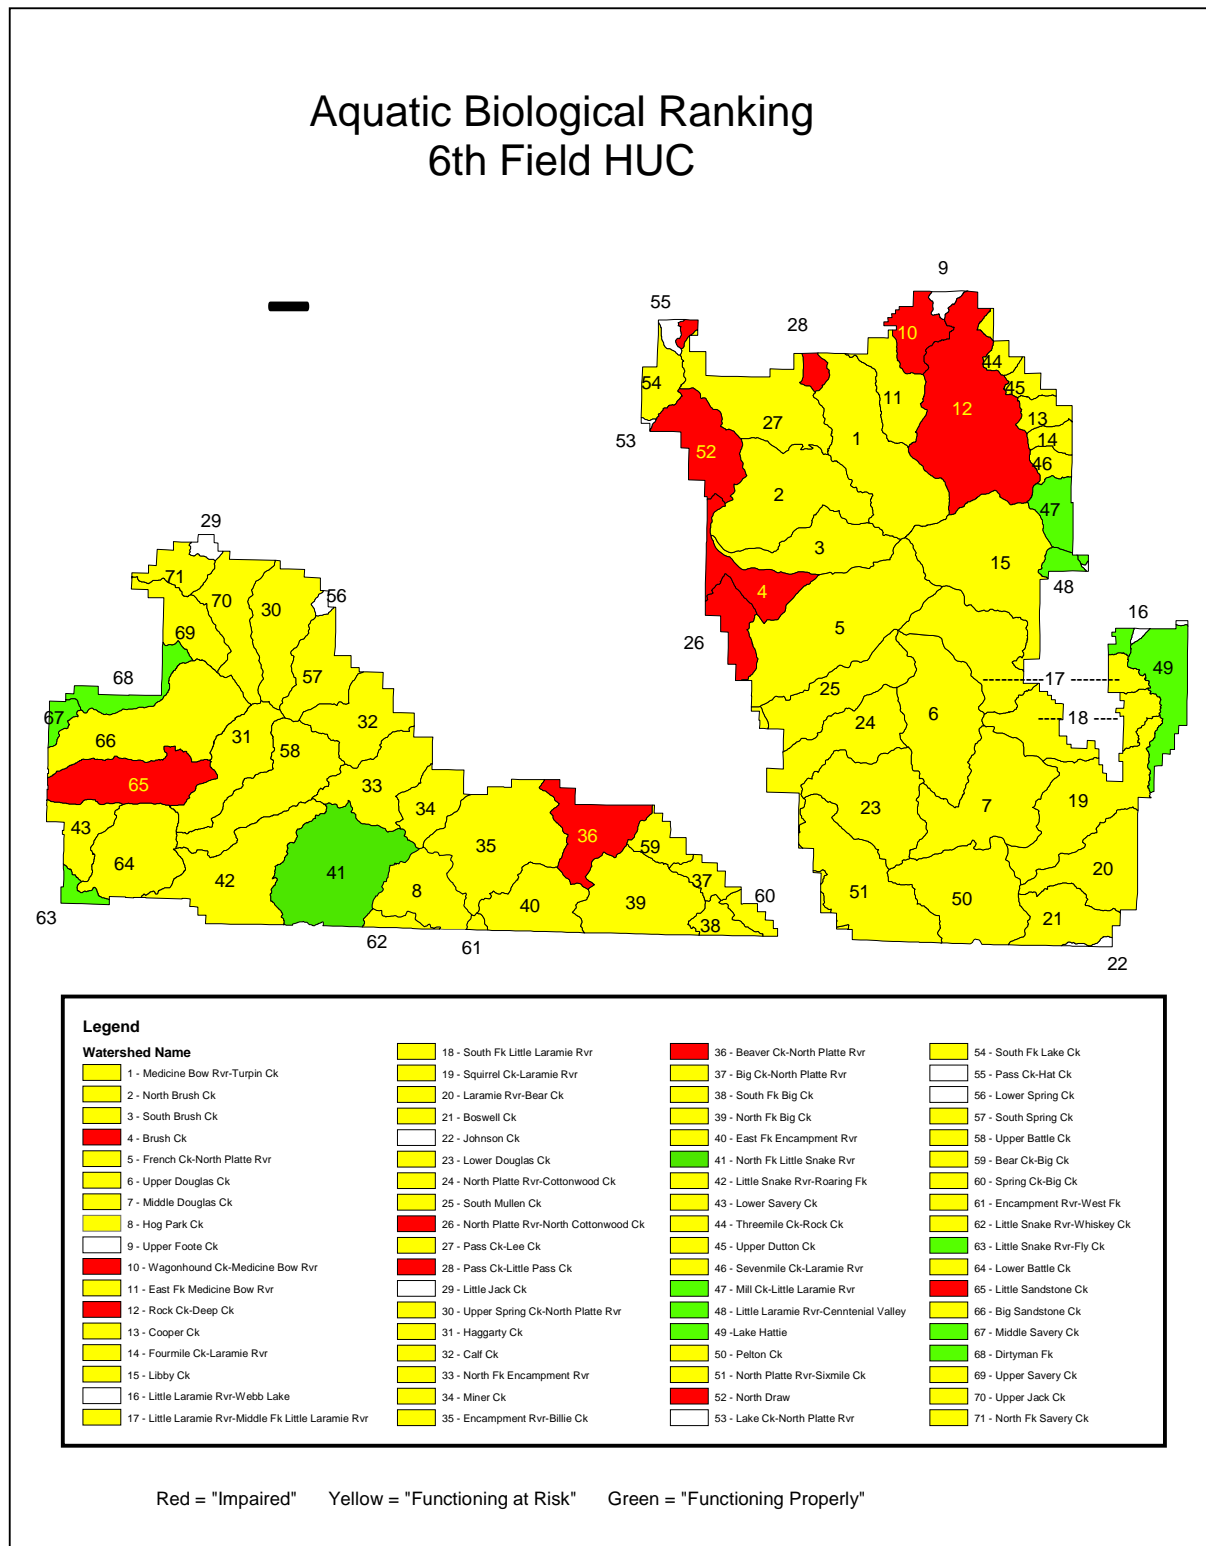 Aquatic Biological Ranking
6th Field HUC
9
55
28
10
54
44
45
11
12
13
27
1
14
53
52
46
2
47
29
3
15
71
48
70
30
56
4
16
69
5
26
49
68
57
17
25
67
32
6
18
66
31
24
58
65
33
34
23
7
19
43
36
35
59
64
41
42
37
20
8
51
50
60
40
39
63
38
21
62
61
22
Legend
Watershed Name
1 - Medicine Bow Rvr-Turpin Ck
2 - North Brush Ck
3 - South Brush Ck
4 - Brush Ck
5 - French Ck-North Platte Rvr
6 - Upper Douglas Ck
7 - Middle Douglas Ck
8 - Hog Park Ck
9 - Upper Foote Ck
10 - Wagonhound Ck-Medicine Bow Rvr
11 - East Fk Medicine Bow Rvr
12 - Rock Ck-Deep Ck
13 - Cooper Ck
14 - Fourmile Ck-Laramie Rvr
15 - Libby Ck
16 - Little Laramie Rvr-Webb Lake
17 - Little Laramie Rvr-Middle Fk Little Laramie Rvr
18 - South Fk Little Laramie Rvr
19 - Squirrel Ck-Laramie Rvr
20 - Laramie Rvr-Bear Ck
21 - Boswell Ck
22 - Johnson Ck
23 - Lower Douglas Ck
24 - North Platte Rvr-Cottonwood Ck
25 - South Mullen Ck
26 - North Platte Rvr-North Cottonwood Ck
27 - Pass Ck-Lee Ck
28 - Pass Ck-Little Pass Ck
29 - Little Jack Ck
30 - Upper Spring Ck-North Platte Rvr
31 - Haggarty Ck
32 - Calf Ck
33 - North Fk Encampment Rvr
34 - Miner Ck
35 - Encampment Rvr-Billie Ck
36 - Beaver Ck-North Platte Rvr
37 - Big Ck-North Platte Rvr
38 - South Fk Big Ck
39 - North Fk Big Ck
40 - East Fk Encampment Rvr
41 - North Fk Little Snake Rvr
42 - Little Snake Rvr-Roaring Fk
43 - Lower Savery Ck
44 - Threemile Ck-Rock Ck
45 - Upper Dutton Ck
46 - Sevenmile Ck-Laramie Rvr
47 - Mill Ck-Little Laramie Rvr
48 - Little Laramie Rvr-Cenntenial Valley
49 -Lake Hattie
50 - Pelton Ck
51 - North Platte Rvr-Sixmile Ck
52 - North Draw
53 - Lake Ck-North Platte Rvr
54 - South Fk Lake Ck
55 - Pass Ck-Hat Ck
56 - Lower Spring Ck
57 - South Spring Ck
58 - Upper Battle Ck
59 - Bear Ck-Big Ck
60 - Spring Ck-Big Ck
61 - Encampment Rvr-West Fk
62 - Little Snake Rvr-Whiskey Ck
63 - Little Snake Rvr-Fly Ck
64 - Lower Battle Ck
65 - Little Sandstone Ck
66 - Big Sandstone Ck
67 - Middle Savery Ck
68 - Dirtyman Fk
69 - Upper Savery Ck
70 - Upper Jack Ck
71 - North Fk Savery Ck
Red = "Impaired" Yellow = "Functioning at Risk" Green = "Functioning Properly"